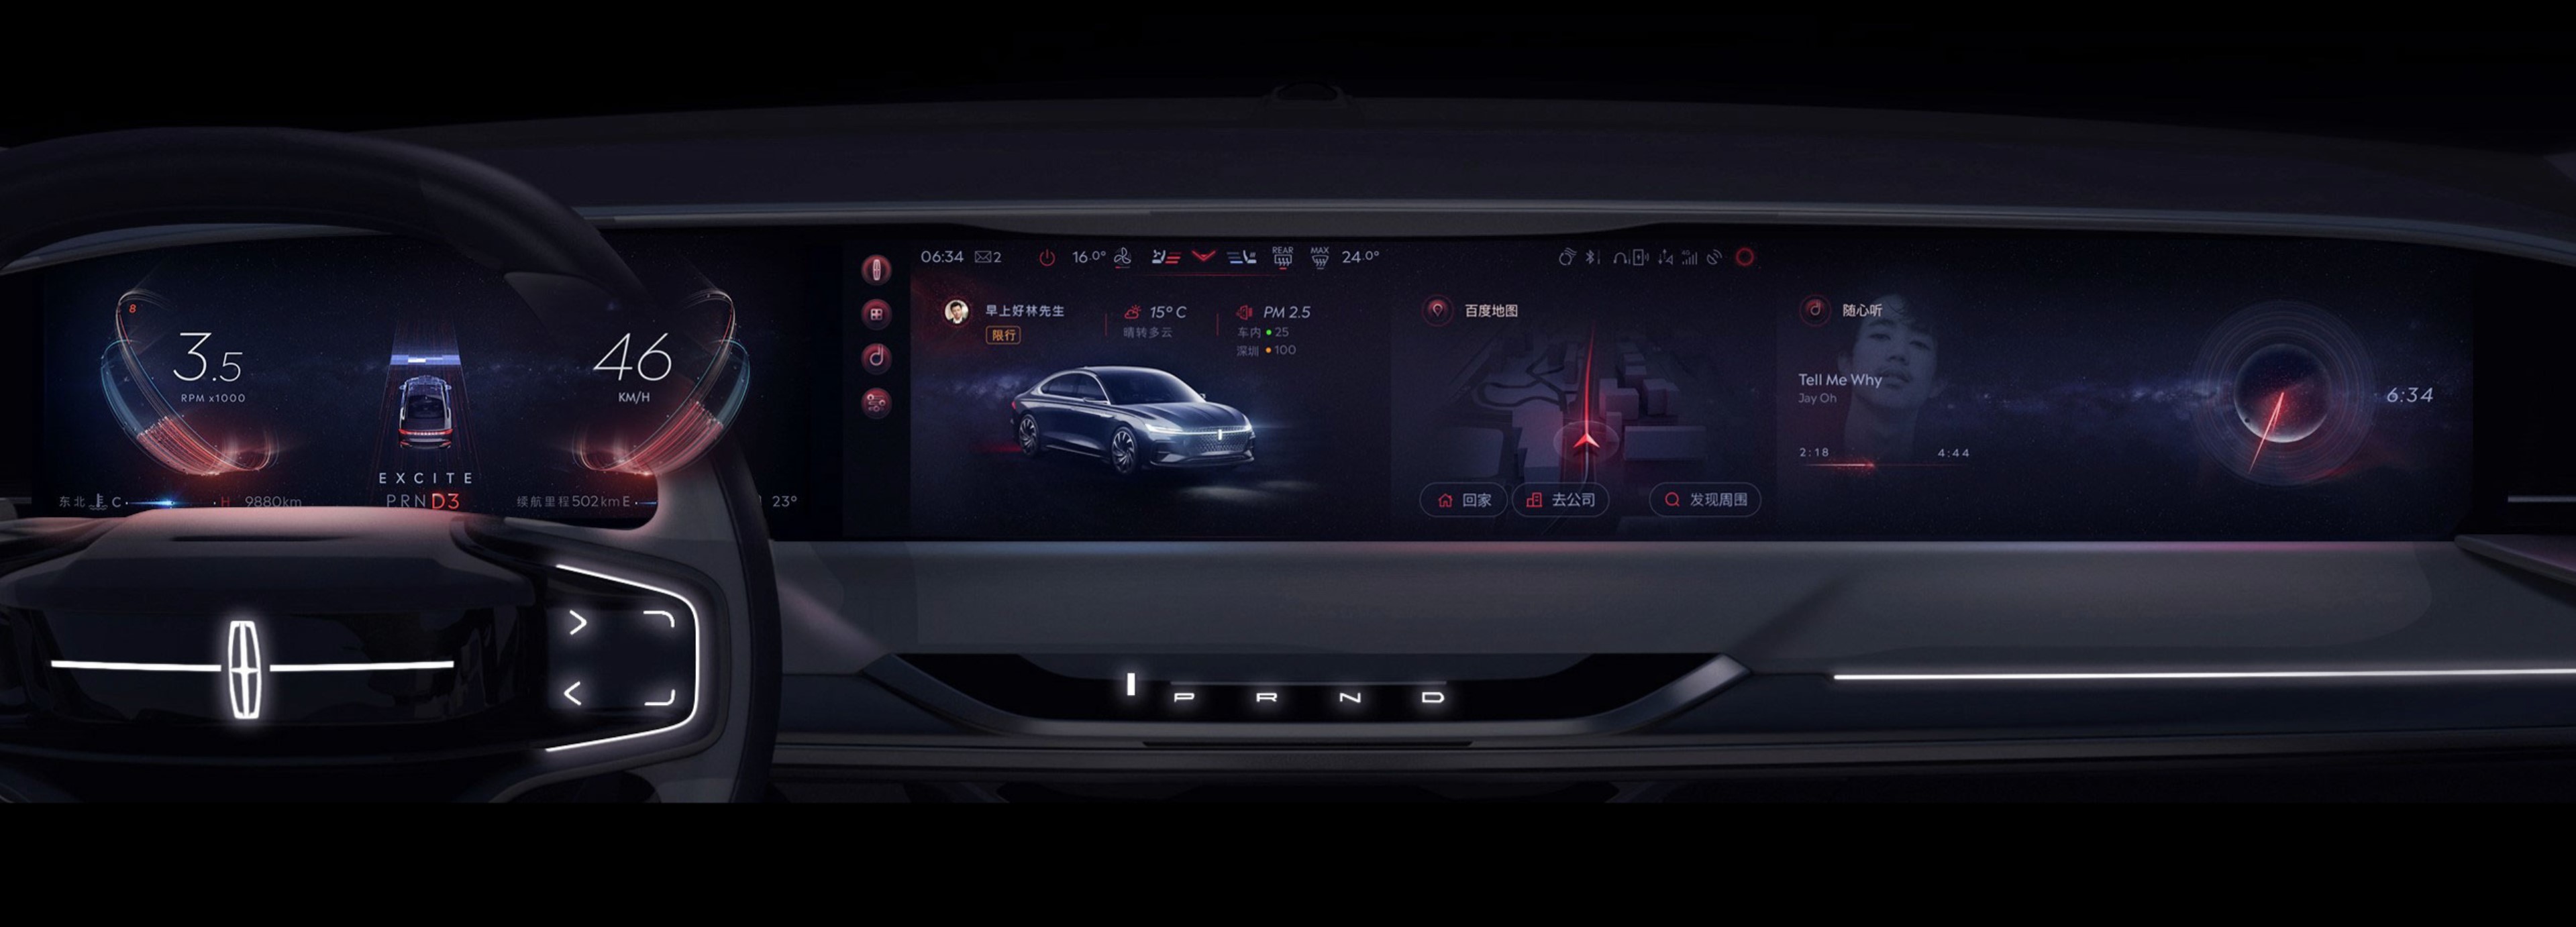 8
3.5
RPM x1000
46
KM/H
EXCITE
东北 C H 9880km
PRND3
续航里程502kmE
23°
06:34 2
16.0°
REAR
MAX
24.0°
早上好林先生
限行
15°C
晴转多云
PM 2.5
车内 25
深圳 100
百度地图
回家
去公司
发现周围
随心听
Tell Me Why
Jay Oh
2:18
4:44
6:34
P R N D